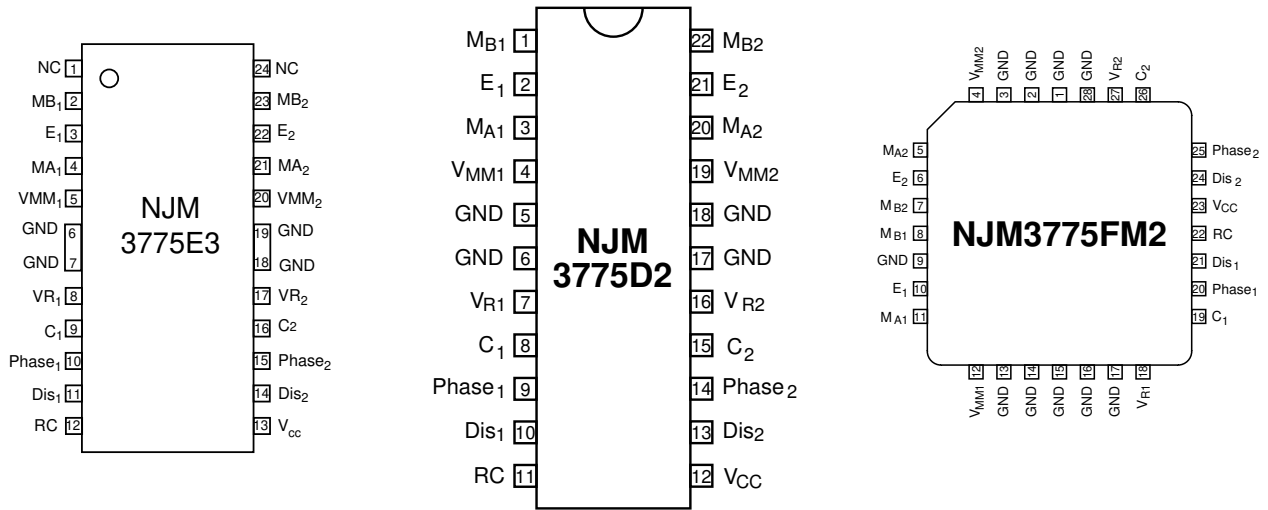 NC 1 24 NC
MB1 2 23 MB2
E1 3 22 E2
MA1 4 21 MA2
VMM1 5 20 VMM2
GND 6 19 GND
GND 7 18 GND
VR1 8 17 VR2
C1 9 16 C2
Phase1 10 15 Phase2
Dis1 11 14 Dis2
RC 12 13 Vcc
NJM
3775E3
MB1 1 22 MB2
E1 2 21 E2
MA1 3 20 MA2
VMM1 4 19 VMM2
GND 5 18 GND
GND 6 17 GND
VR1 7 16 VR2
C1 8 15 C2
Phase1 9 14 Phase2
Dis1 10 13 Dis2
RC 11 12 VCC
NJM
3775D2
VMM2 GND GND GND GND VR2 C2
4 3 2 1 28 27 26
MA2 5 25 Phase2
E2 6 24 Dis2
MB2 7 23 VCC
MB1 8 22 RC
GND 9 21 Dis1
E1 10 20 Phase1
MA1 11 19 C1
NJM3775FM2
12 13 14 15 16 17 18
VMM1 GND GND GND GND GND VR1